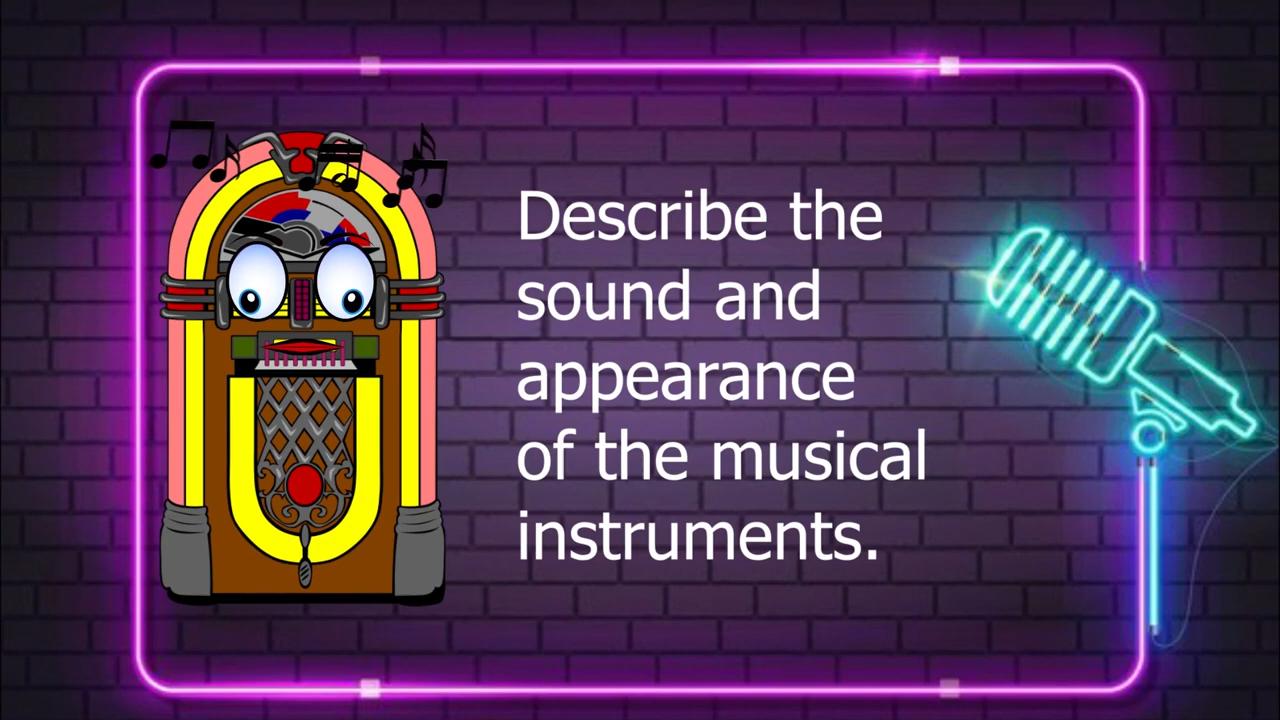 Describe the
sound and
appearance
of the musical
instruments.